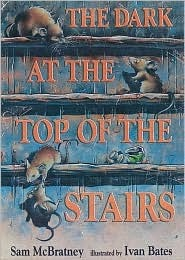 THE DARK
AT THE
TOP OF THE
STAIRS
Sam McBratney illustrated by Ivan Bates